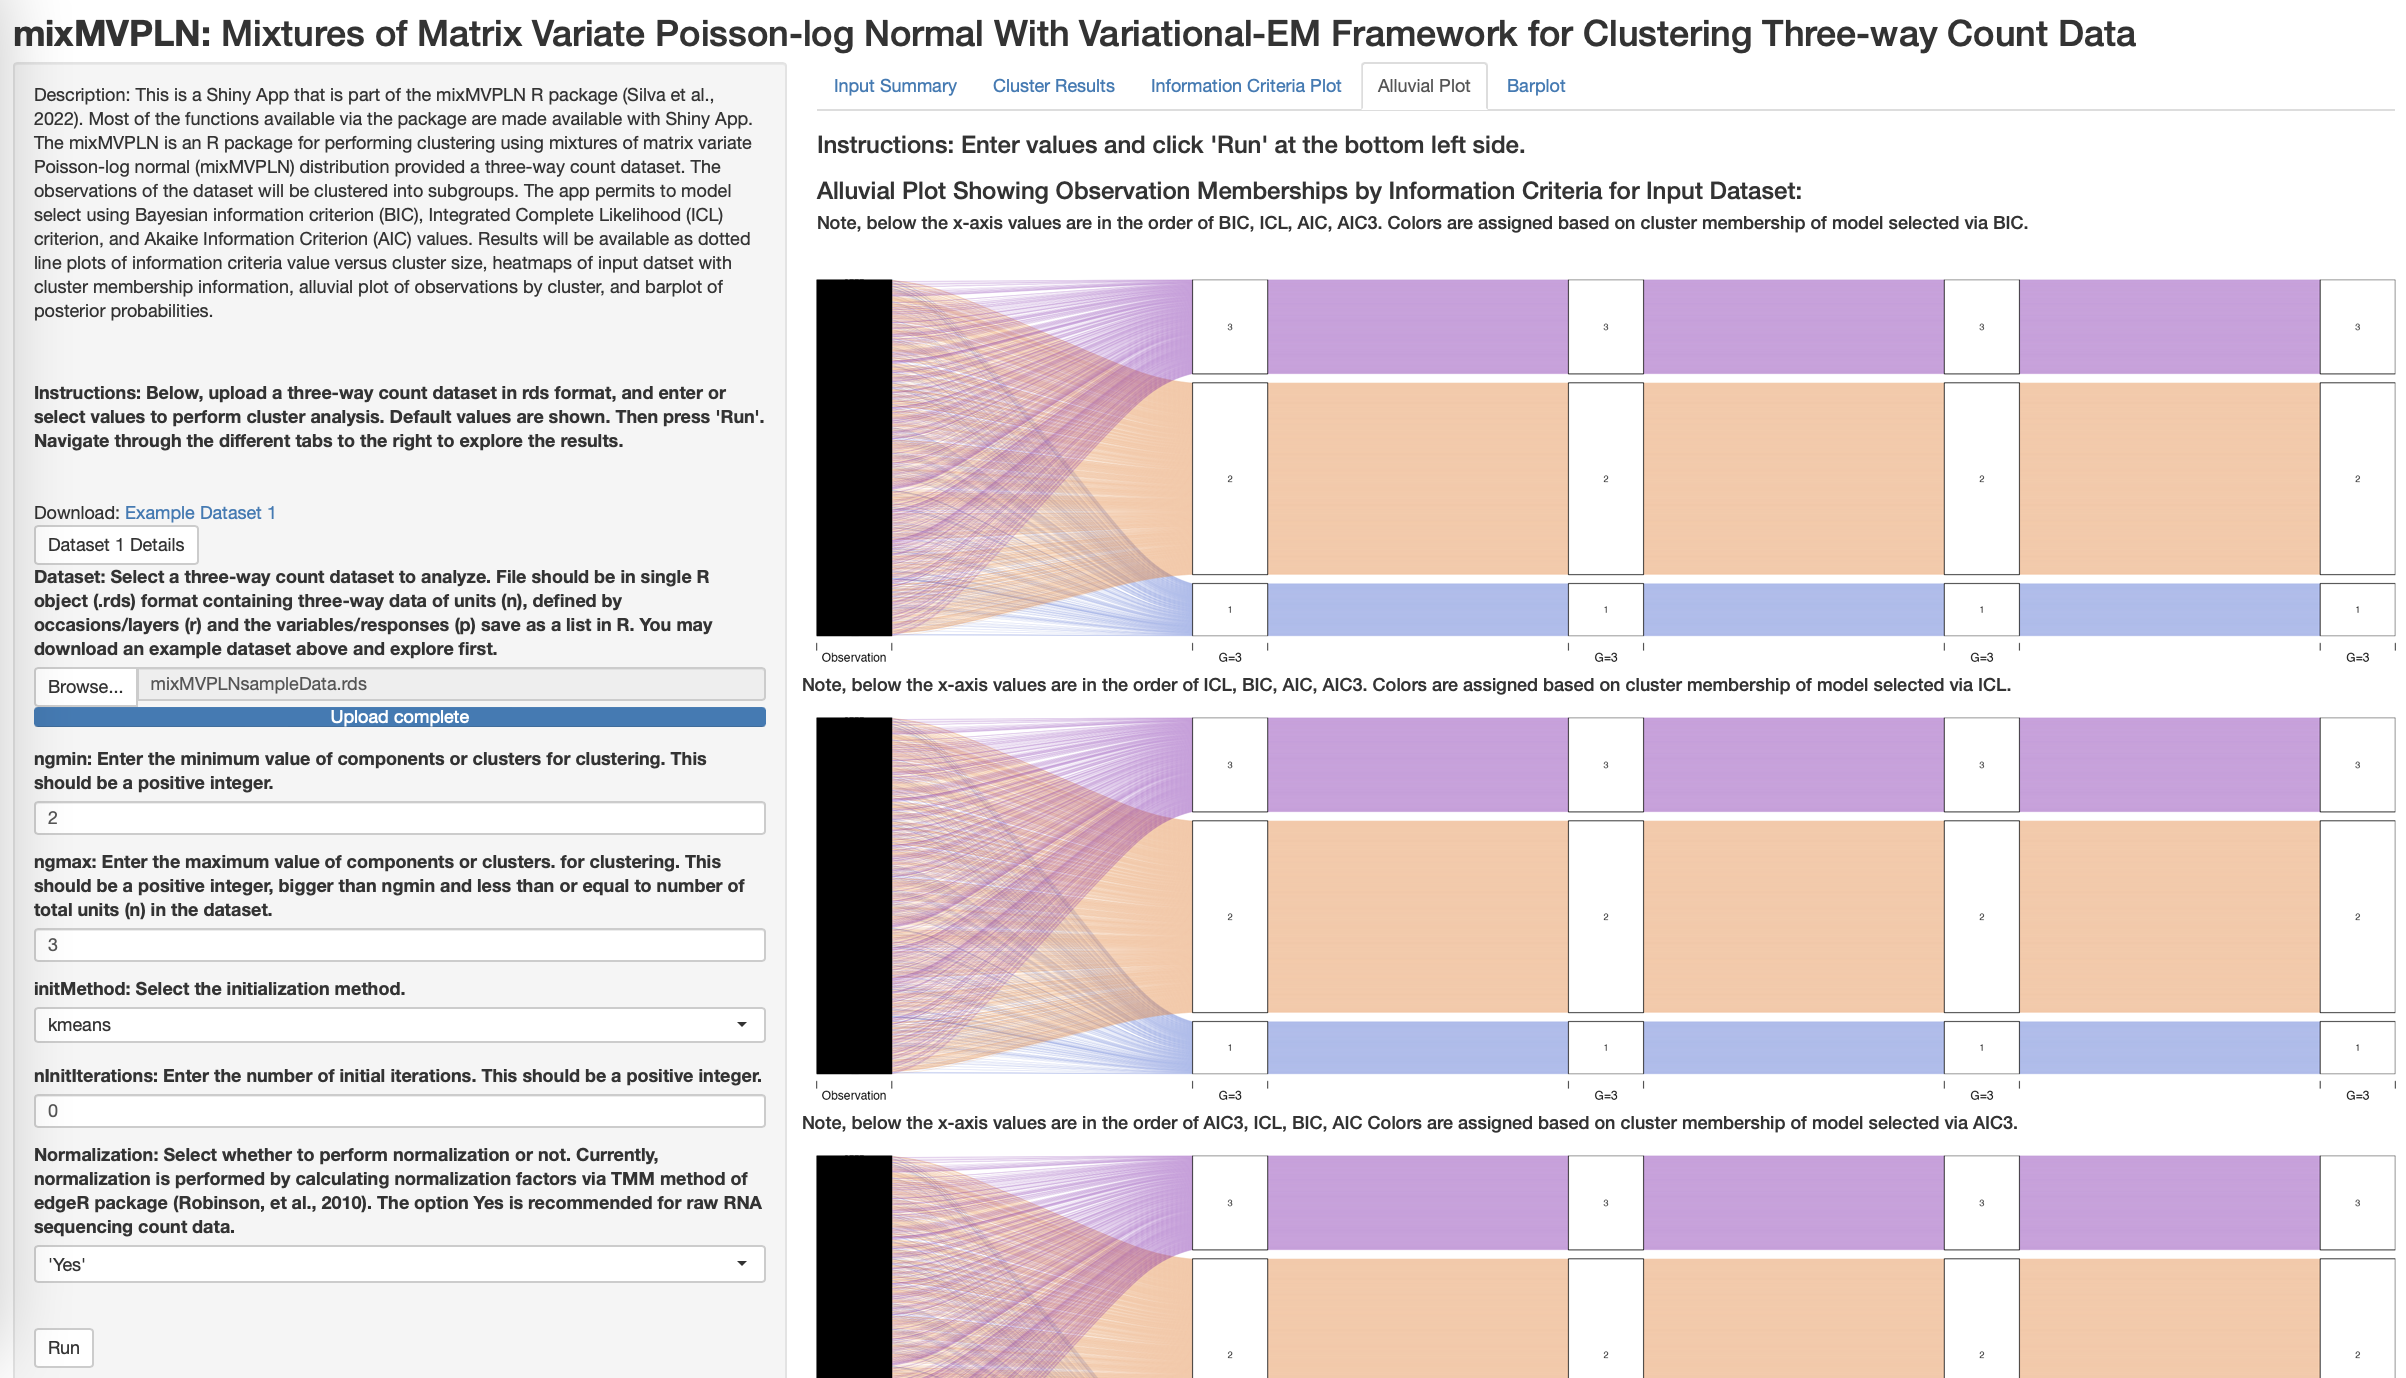 mixMVPLN: Mixtures of Matrix Variate Poisson-log Normal With Variational-EM Framework for Clustering Three-way Count Data
Description: This is a Shiny App that is part of the mixMVPLN R package (Silva et al.,
2022). Most of the functions available via the package are made available with Shiny App.
The mixMVPLN is an R package for performing clustering using mixtures of matrix variate
Poisson-log normal (mixMVPLN) distribution provided a three-way count dataset. The
observations of the dataset will be clustered into subgroups. The app permits to model
select using Bayesian information criterion (BIC), Integrated Complete Likelihood (ICL)
criterion, and Akaike Information Criterion (AIC) values. Results will be available as dotted
line plots of information criteria value versus cluster size, heatmaps of input datset with
cluster membership information, alluvial plot of observations by cluster, and barplot of
posterior probabilities.
Instructions: Below, upload a three-way count dataset in rds format, and enter or
select values to perform cluster analysis. Default values are shown. Then press 'Run'.
Navigate through the different tabs to the right to explore the results.
Download: Example Dataset 1
Dataset 1 Details
Dataset: Select a three-way count dataset to analyze. File should be in single R
object (.rds) format containing three-way data of units (n), defined by
occasions/layers (r) and the variables/responses (p) save as a list in R. You may
download an example dataset above and explore first.
Browse... mixMVPLNsampleData.rds
Upload complete
ngmin: Enter the minimum value of components or clusters for clustering. This
should be a positive integer.
2
ngmax: Enter the maximum value of components or clusters. for clustering. This
should be a positive integer, bigger than ngmin and less than or equal to number of
total units (n) in the dataset.
3
initMethod: Select the initialization method.
kmeans
nInitIterations: Enter the number of initial iterations. This should be a positive integer.
0
Normalization: Select whether to perform normalization or not. Currently,
normalization is performed by calculating normalization factors via TMM method of
edgeR package (Robinson, et al., 2010). The option Yes is recommended for raw RNA
sequencing count data.
'Yes'
Run
Input Summary Cluster Results Information Criteria Plot Alluvial Plot Barplot
Instructions: Enter values and click 'Run' at the bottom left side.
Alluvial Plot Showing Observation Memberships by Information Criteria for Input Dataset:
Note, below the x-axis values are in the order of BIC, ICL, AIC, AIC3. Colors are assigned based on cluster membership of model selected via BIC.
3 3 3 3
2 2 2 2
1 1 1 1
Observation G=3 G=3 G=3 G=3
Note, below the x-axis values are in the order of ICL, BIC, AIC, AIC3. Colors are assigned based on cluster membership of model selected via ICL.
3 3 3 3
2 2 2 2
1 1 1 1
Observation G=3 G=3 G=3 G=3
Note, below the x-axis values are in the order of AIC3, ICL, BIC, AIC Colors are assigned based on cluster membership of model selected via AIC3.
3 3 3 3
2 2 2 2